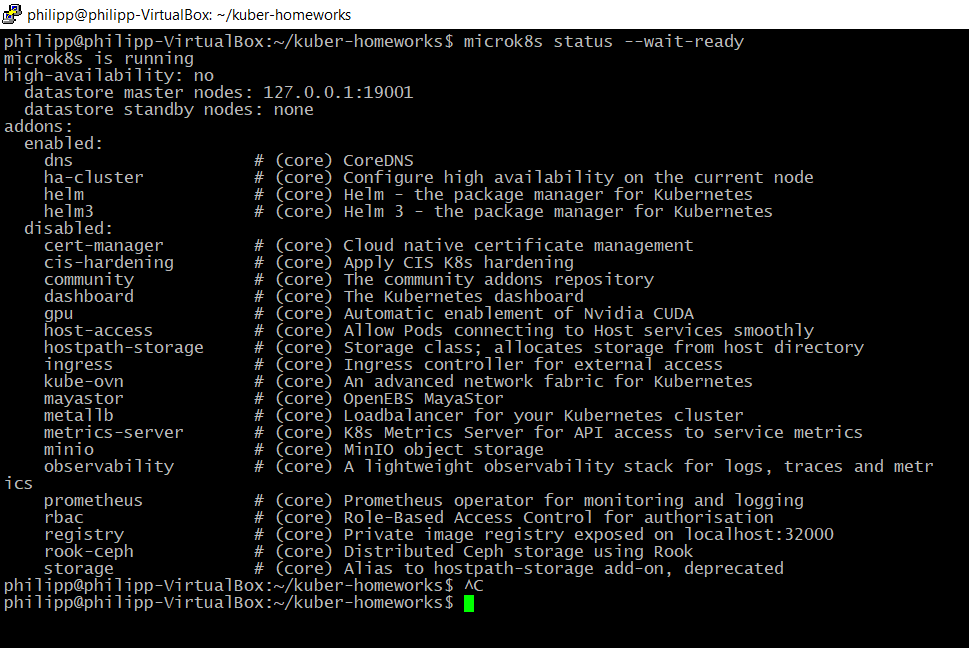 philipp@philipp-VirtualBox: ~/kuber-homeworks
philipp@philipp-VirtualBox:~/kuber-homeworks$ microk8s status --wait-ready
microk8s is running
high-availability: no
  datastore master nodes: 127.0.0.1:19001
  datastore standby nodes: none
addons:
  enabled:
    dns                  # (core) CoreDNS
    ha-cluster           # (core) Configure high availability on the current node
    helm                 # (core) Helm - the package manager for Kubernetes
    helm3                # (core) Helm 3 - the package manager for Kubernetes
  disabled:
    cert-manager         # (core) Cloud native certificate management
    cis-hardening        # (core) Apply CIS K8s hardening
    community            # (core) The community addons repository
    dashboard            # (core) The Kubernetes dashboard
    gpu                  # (core) Automatic enablement of Nvidia CUDA
    host-access          # (core) Allow Pods connecting to Host services smoothly
    hostpath-storage     # (core) Storage class; allocates storage from host directory
    ingress              # (core) Ingress controller for external access
    kube-ovn             # (core) An advanced network fabric for Kubernetes
    mayastor             # (core) OpenEBS MayaStor
    metallb              # (core) Loadbalancer for your Kubernetes cluster
    metrics-server       # (core) K8s Metrics Server for API access to service metrics
    minio                # (core) MinIO object storage
    observability        # (core) A lightweight observability stack for logs, traces and metr
ics
    prometheus           # (core) Prometheus operator for monitoring and logging
    rbac                 # (core) Role-Based Access Control for authorisation
    registry             # (core) Private image registry exposed on localhost:32000
    rook-ceph            # (core) Distributed Ceph storage using Rook
    storage              # (core) Alias to hostpath-storage add-on, deprecated
philipp@philipp-VirtualBox:~/kuber-homeworks$ ^C
philipp@philipp-VirtualBox:~/kuber-homeworks$